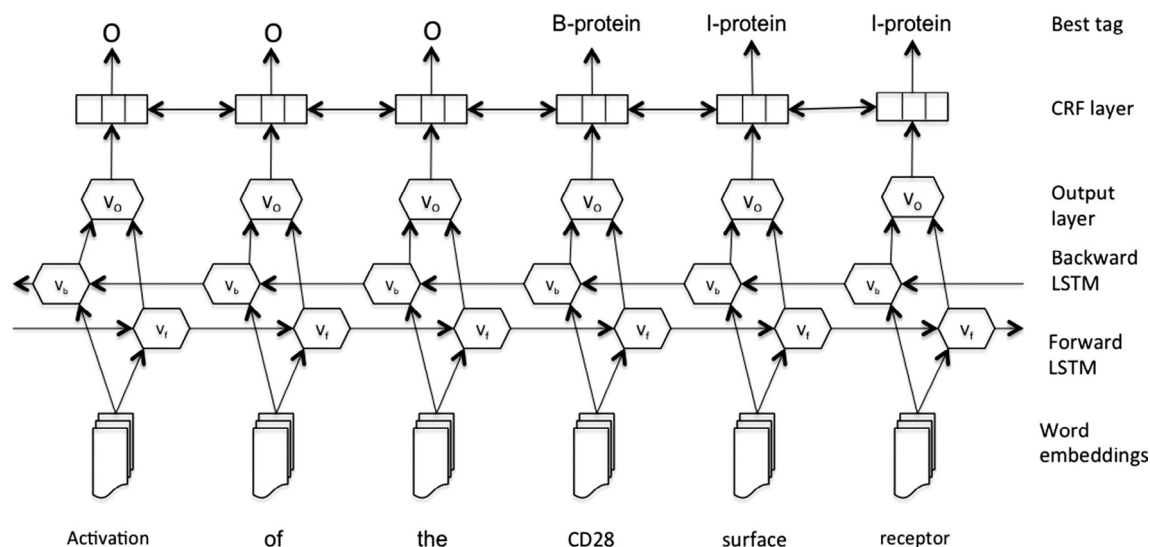 O O O B-protein I-protein I-protein Best tag
CRF layer
V_O V_O V_O V_O V_O V_O Output
layer
V_b V_b V_b V_b V_b V_b Backward
LSTM
V_f V_f V_f V_f V_f V_f Forward
LSTM
Word
embeddings
Activation of the CD28 surface receptor